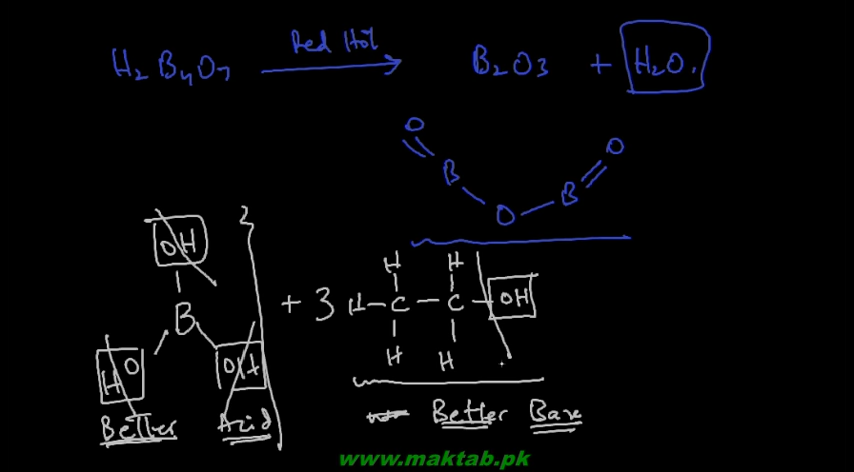 H₂B₄O₇ Red Hot B₂O₃ + H₂O.
O
O
B
B
O
OH
H H
B + 3 H - C - C - OH
HO OH
H H
Better Acid Better Base
www.maktab.pk